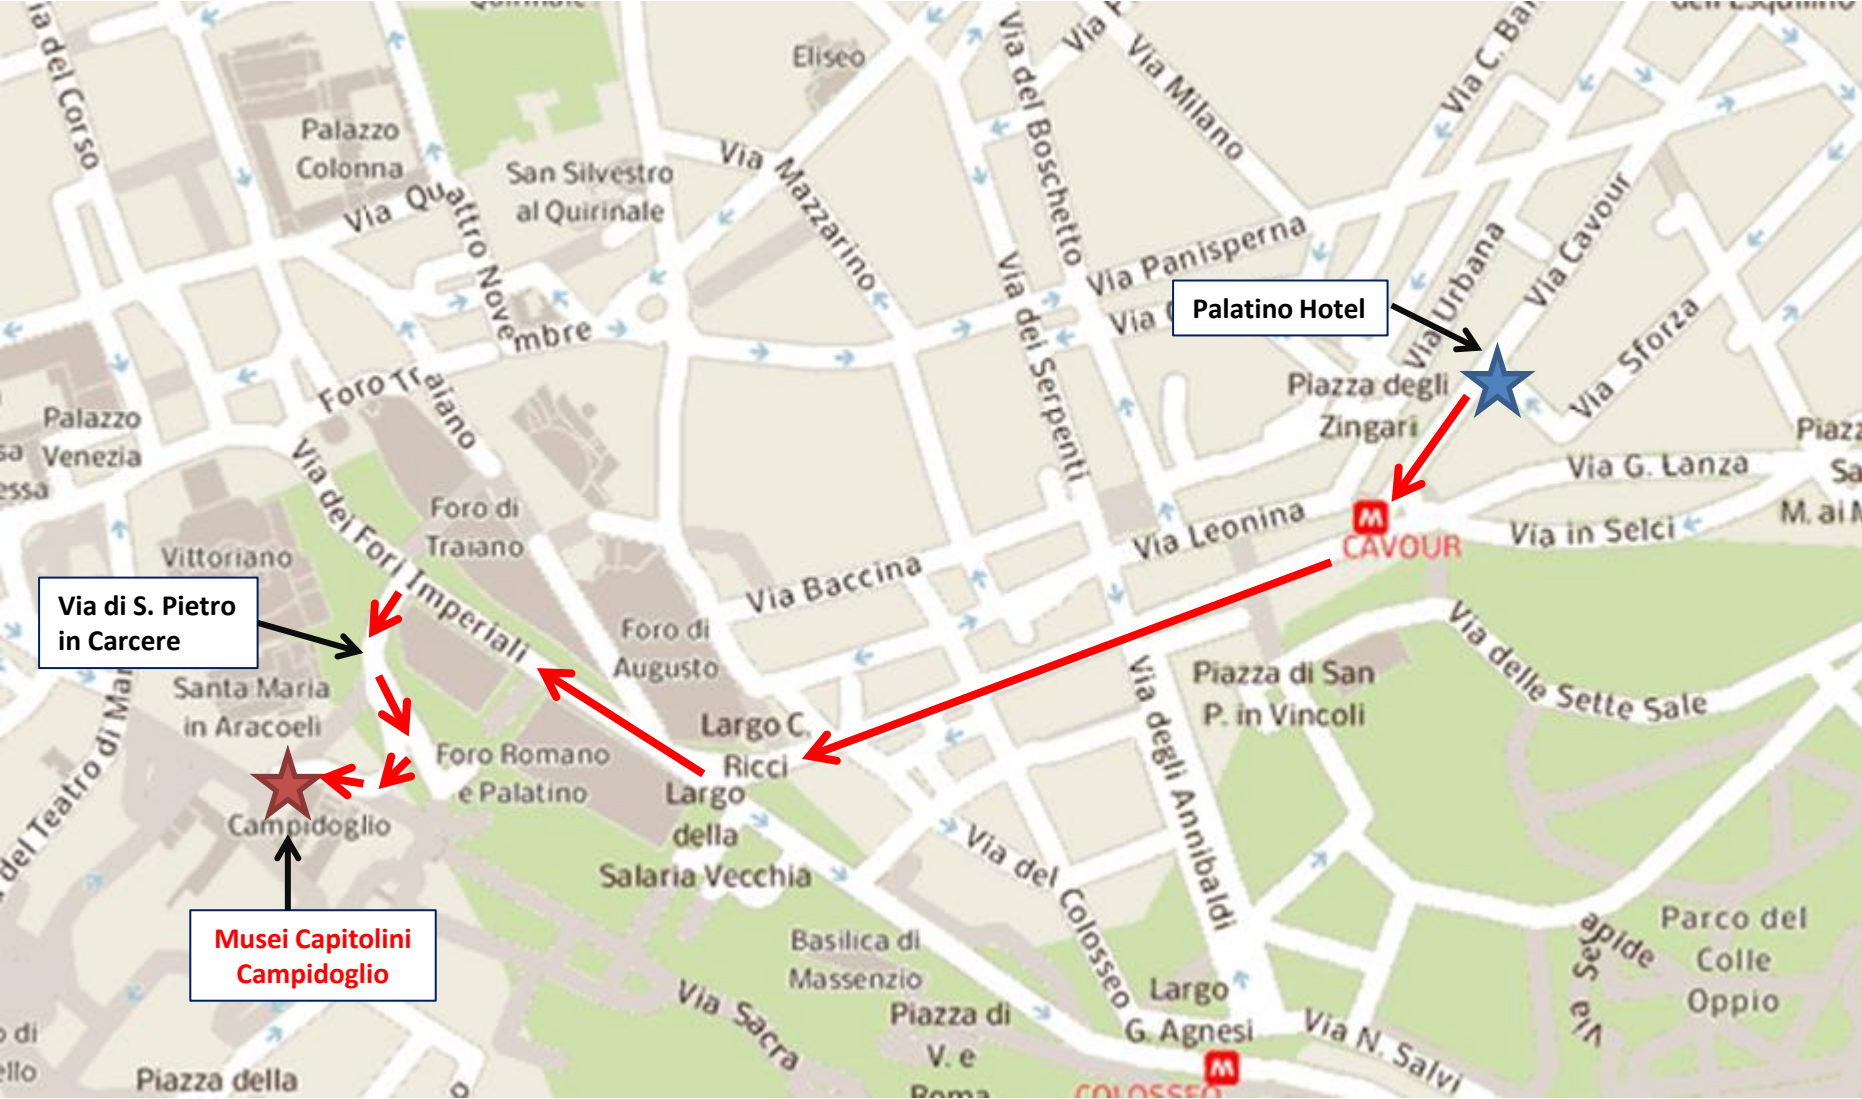 Quirinale
Via del Corso
Palazzo
Colonna
Via Quattro Novembre
San Silvestro
al Quirinale
Eliseo
Via Mazzarino
Via del Boschetto
Via Milano
Via Panisperna
Via dei Serpenti
Via Urbana
Via Cavour
Via Sforza
Palatino Hotel
Piazza degli
Zingari
Via G. Lanza
Via in Selci
M
CAVOUR
Via Leonina
Via Baccina
Foro Traiano
Palazzo
Venezia
Via dei Fori Imperiali
Foro di
Traiano
Vittoriano
Via di S. Pietro
in Carcere
Santa Maria
in Aracoeli
Foro di
Augusto
Largo C.
Ricci
Largo
della
Salaria Vecchia
Foro Romano
e Palatino
Campidoglio
Musei Capitolini
Campidoglio
Piazza di San
P. in Vincoli
Via delle Sette Sale
Via degli Annibaldi
Via del Colosseo
Basilica di
Massenzio
Via Sacra
Piazza di
V. e
Roma
Largo
G. Agnesi
M
COLOSSEO
Via N. Salvi
Parco del
Colle
Oppio
Piazza della